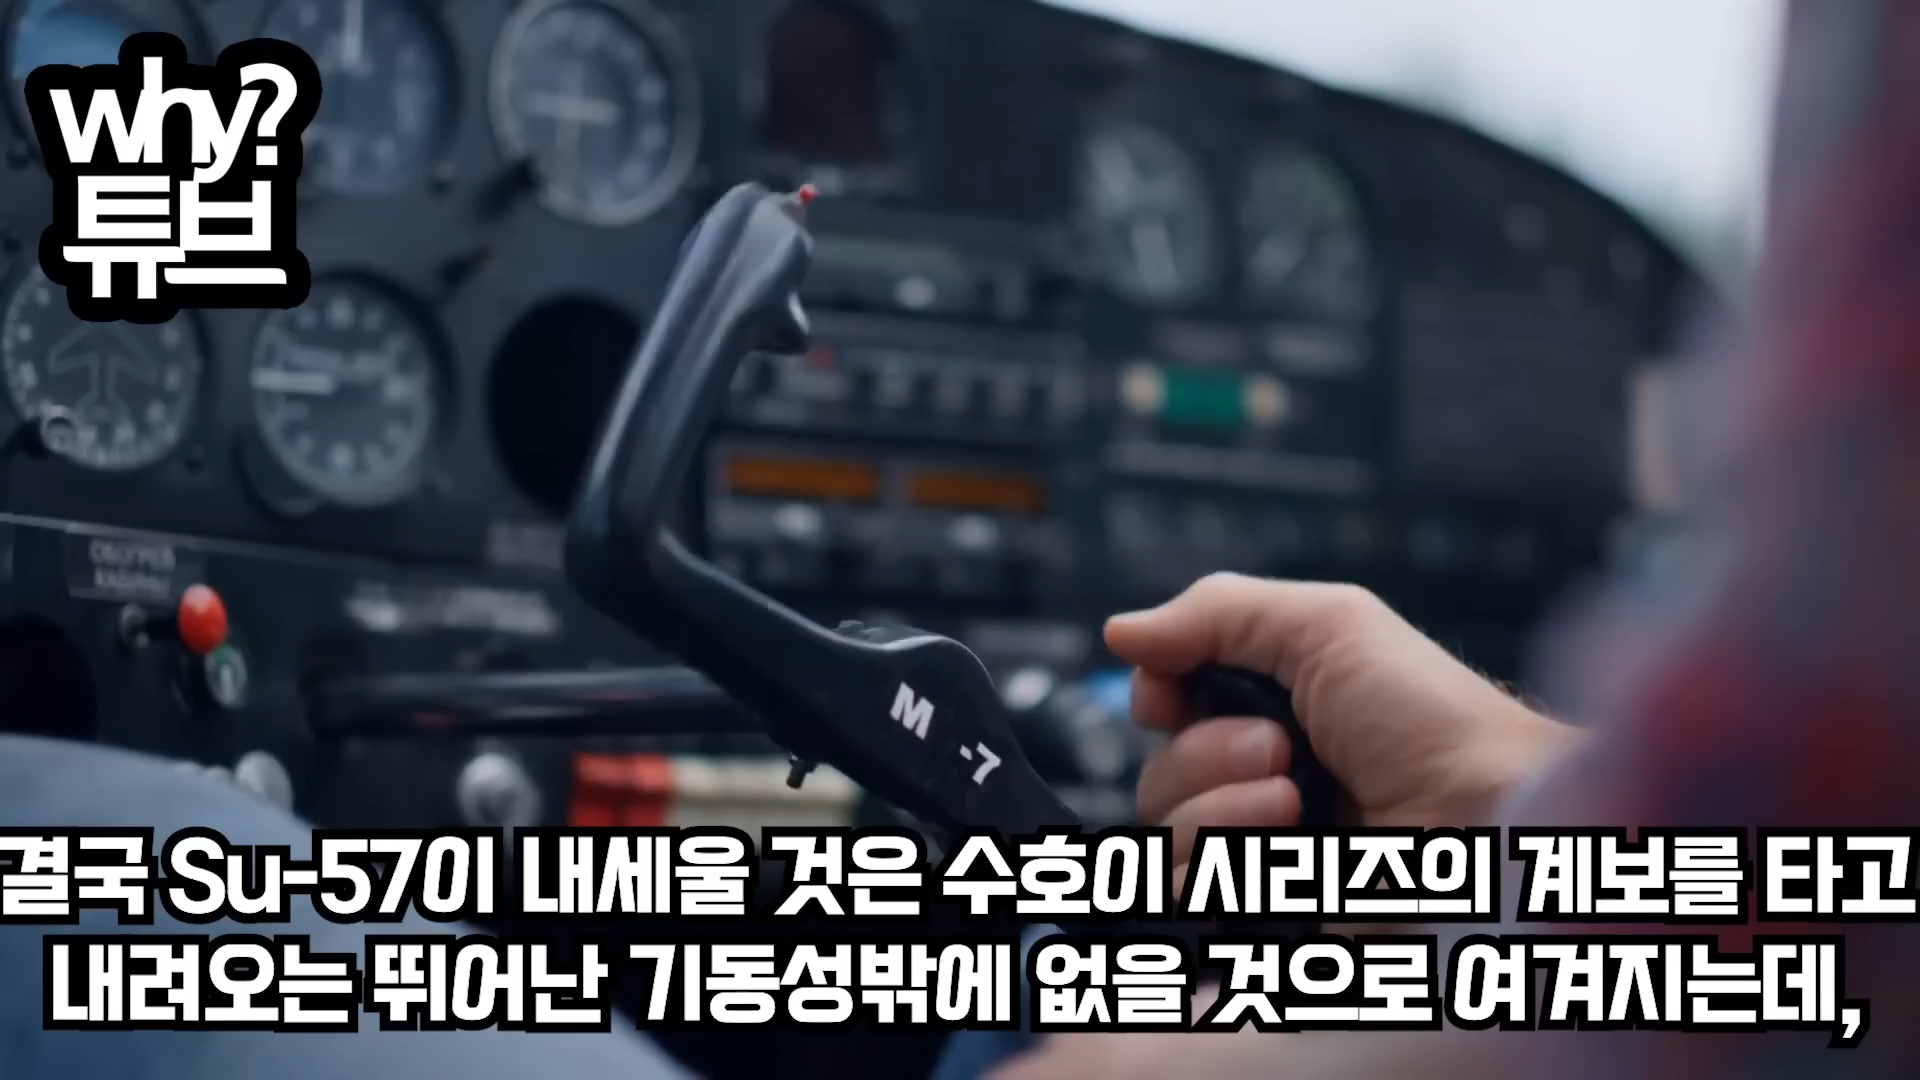 why?
튜브
M -7
결국 Su-57이 내세울 것은 수호이 시리즈의 계보를 타고
내려오는 뛰어난 기동성밖에 없을 것으로 여겨지는데,